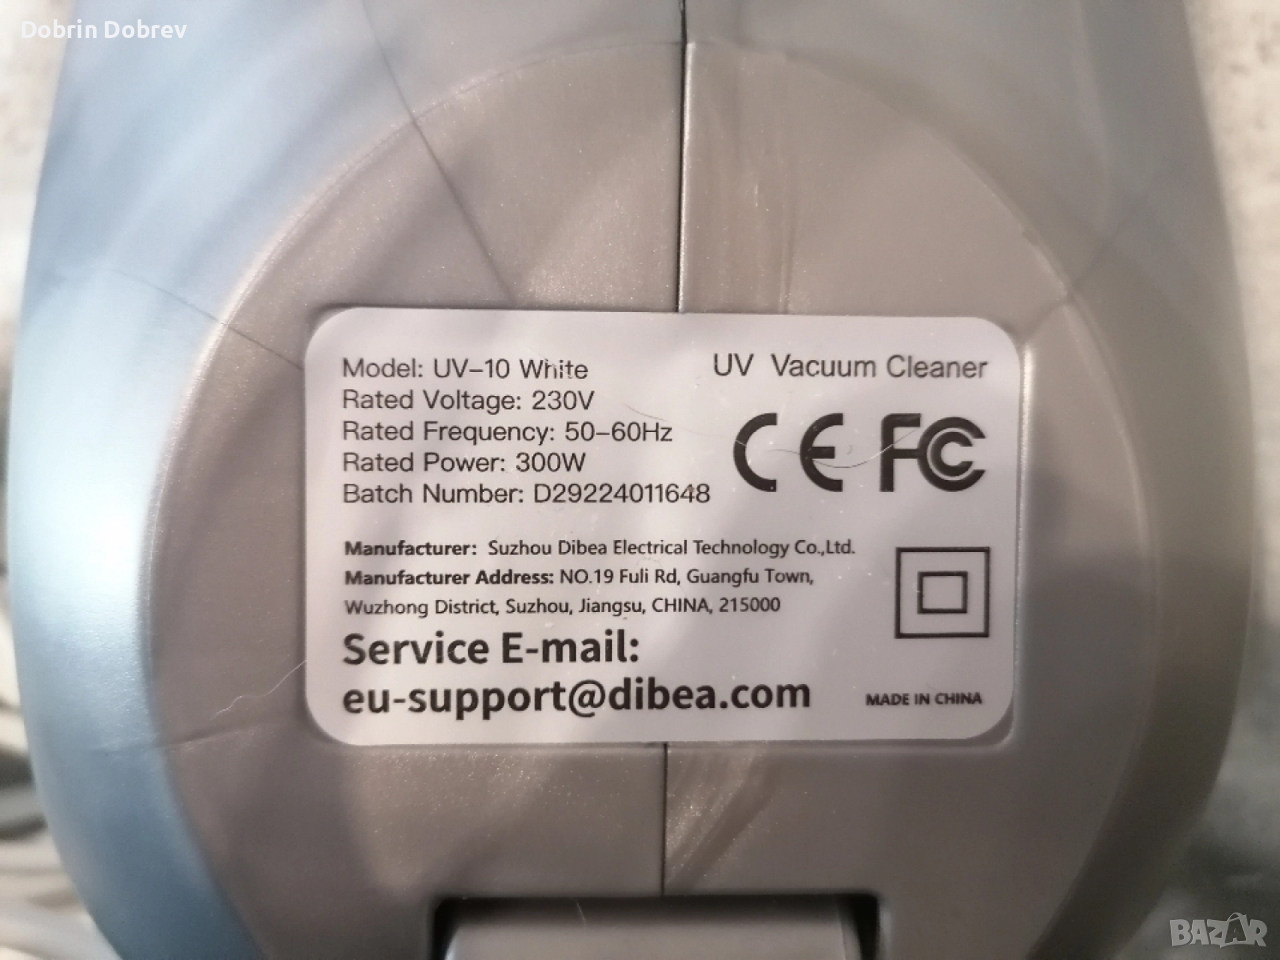 Dobrin Dobrev
Model: UV-10 White
UV Vacuum Cleaner
Rated Voltage: 230V
Rated Frequency: 50-60Hz
Rated Power: 300W
Batch Number: D29224011648
CE FC
Manufacturer: Suzhou Dibea Electrical Technology Co.,Ltd.
Manufacturer Address: NO.19 Fuli Rd, Guangfu Town,
Wuzhong District, Suzhou, Jiangsu, CHINA, 215000
Service E-mail:
eu-support@dibea.com
MADE IN CHINA
BAZAR